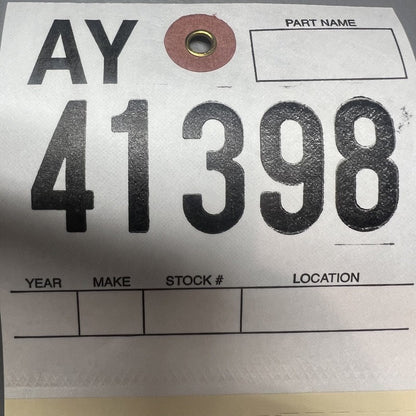 AY
PART NAME
41398
YEAR MAKE STOCK # LOCATION